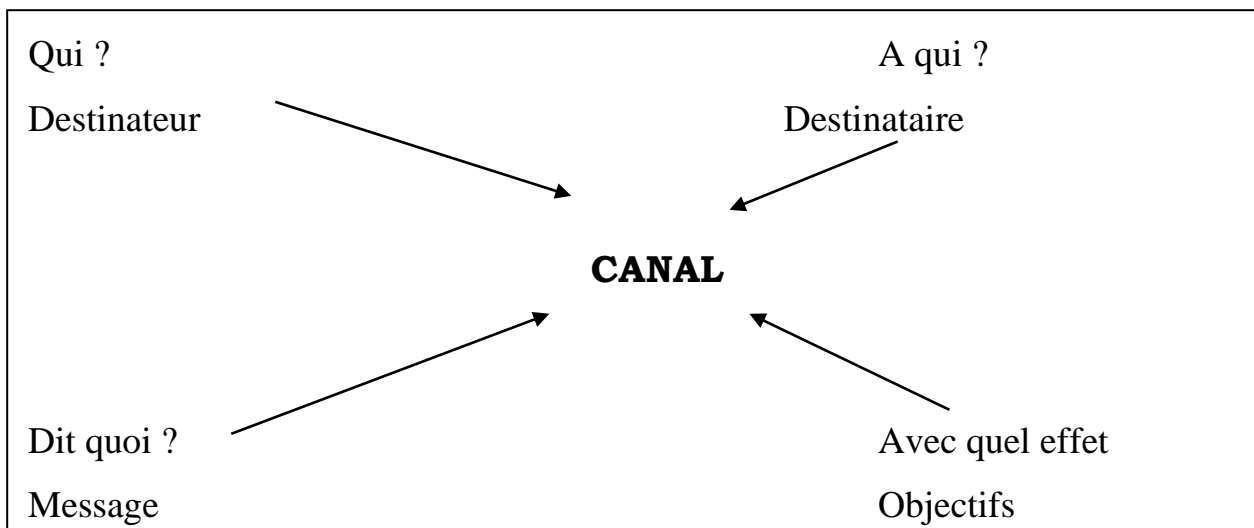 Qui ? A qui ?
Destinateur Destinataire
CANAL
Dit quoi ? Avec quel effet
Message Objectifs